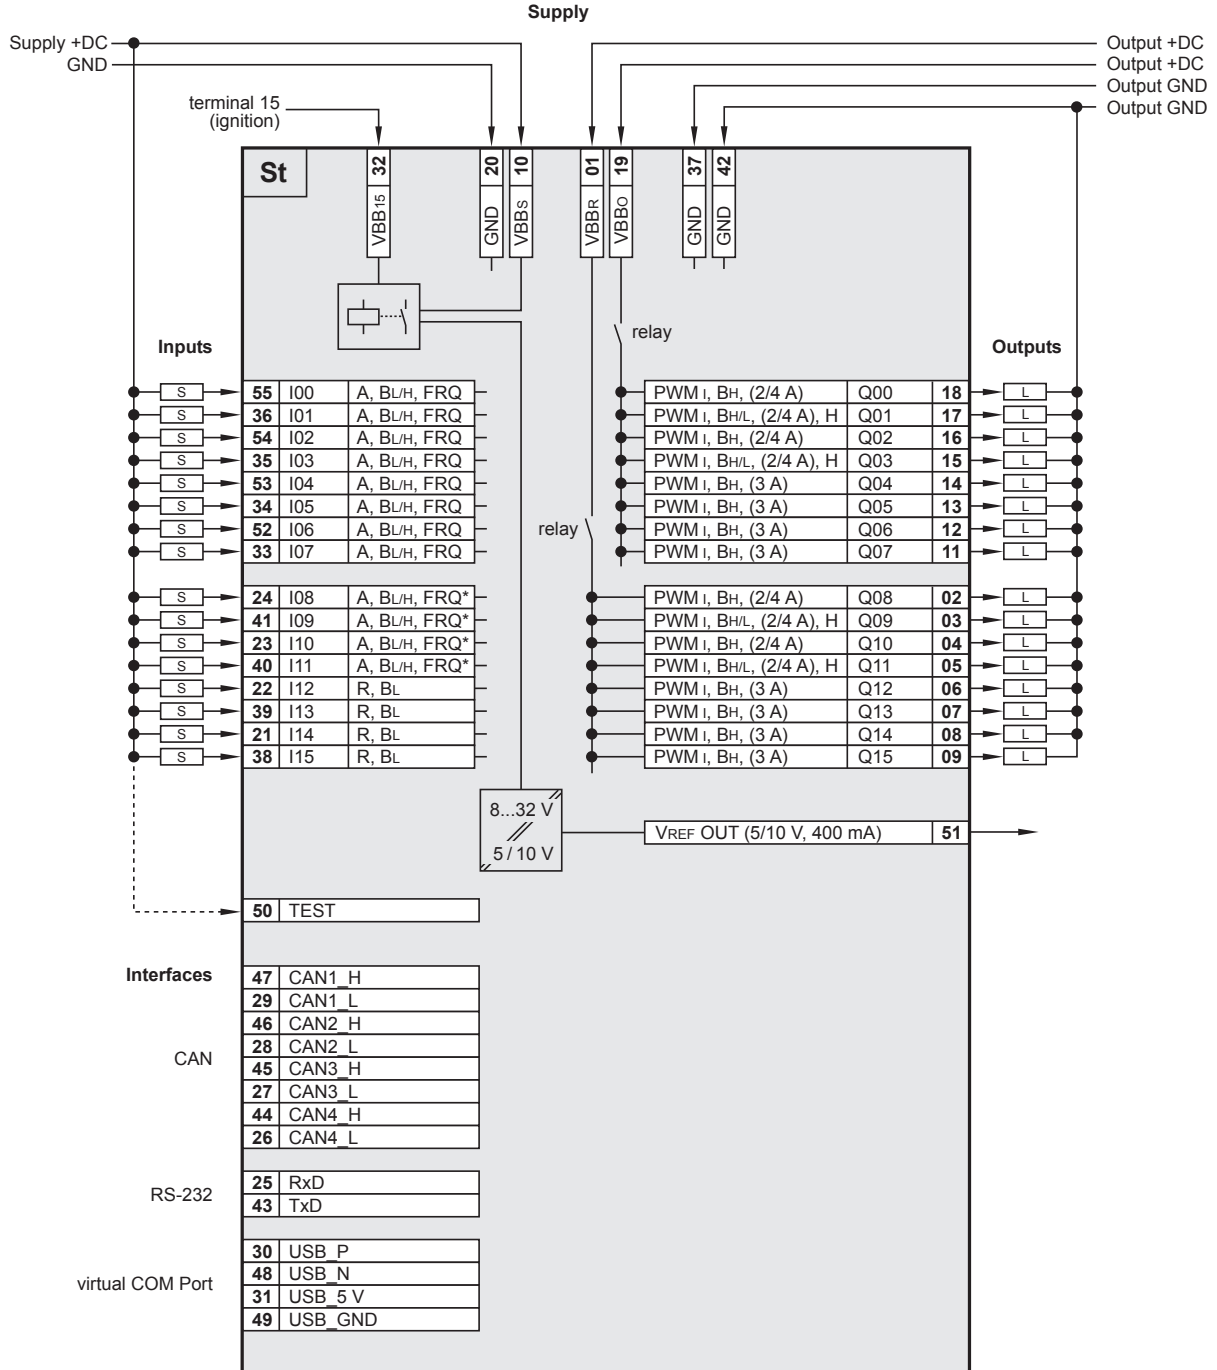 Supply
Supply +DC
GND
Output +DC
Output +DC
Output GND
Output GND
terminal 15
(ignition)
St
32 20 10 01 19 37 42
VBB15 GND VBBS VBBR VBBO GND GND
relay
Inputs
Outputs
S 55 I00 A, BL/H, FRQ PWM I, BH, (2/4 A) Q00 18 L
S 36 I01 A, BL/H, FRQ PWM I, BH/L, (2/4 A), H Q01 17 L
S 54 I02 A, BL/H, FRQ PWM I, BH, (2/4 A) Q02 16 L
S 35 I03 A, BL/H, FRQ PWM I, BH/L, (2/4 A), H Q03 15 L
S 53 I04 A, BL/H, FRQ PWM I, BH, (3 A) Q04 14 L
S 34 I05 A, BL/H, FRQ PWM I, BH, (3 A) Q05 13 L
S 52 I06 A, BL/H, FRQ relay PWM I, BH, (3 A) Q06 12 L
S 33 I07 A, BL/H, FRQ PWM I, BH, (3 A) Q07 11 L
S 24 I08 A, BL/H, FRQ* PWM I, BH, (2/4 A) Q08 02 L
S 41 I09 A, BL/H, FRQ* PWM I, BH/L, (2/4 A), H Q09 03 L
S 23 I10 A, BL/H, FRQ* PWM I, BH, (2/4 A) Q10 04 L
S 40 I11 A, BL/H, FRQ* PWM I, BH/L, (2/4 A), H Q11 05 L
S 22 I12 R, BL PWM I, BH, (3 A) Q12 06 L
S 39 I13 R, BL PWM I, BH, (3 A) Q13 07 L
S 21 I14 R, BL PWM I, BH, (3 A) Q14 08 L
S 38 I15 R, BL PWM I, BH, (3 A) Q15 09 L
8...32 V
5 / 10 V
VREF OUT (5/10 V, 400 mA) 51
50 TEST
Interfaces
47 CAN1_H
29 CAN1_L
46 CAN2_H
28 CAN2_L
CAN
45 CAN3_H
27 CAN3_L
44 CAN4_H
26 CAN4_L
RS-232
25 RxD
43 TxD
virtual COM Port
30 USB_P
48 USB_N
31 USB_5 V
49 USB_GND